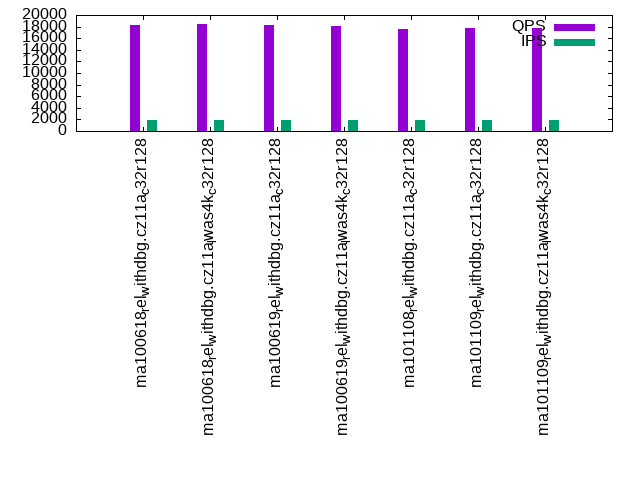 20000
18000
16000
14000
12000
10000
8000
6000
4000
2000
0
QPS
IPS
ma100618relwithdbg.cz11ac32r128
ma100618relwithdbg.cz11awas4kc32r128
ma100619relwithdbg.cz11ac32r128
ma100619relwithdbg.cz11awas4kc32r128
ma101108relwithdbg.cz11ac32r128
ma101109relwithdbg.cz11ac32r128
ma101109relwithdbg.cz11awas4kc32r128